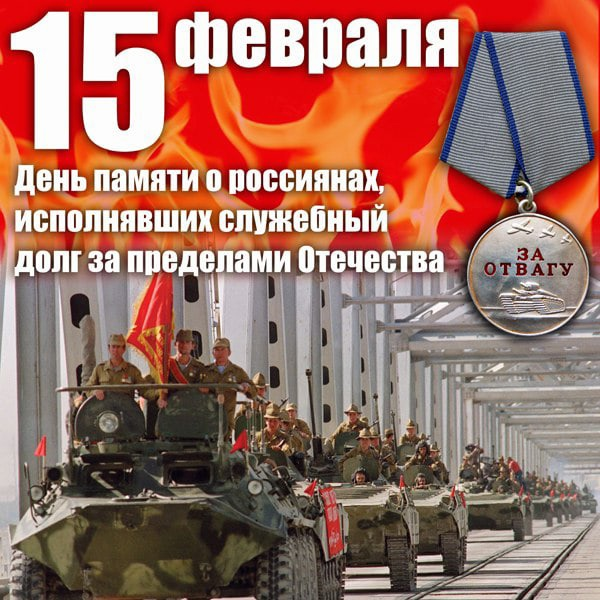 15 февраля
День памяти о россиянах,
исполнявших служебный
долг за пределами Отечества
ЗА
ОТВАГУ